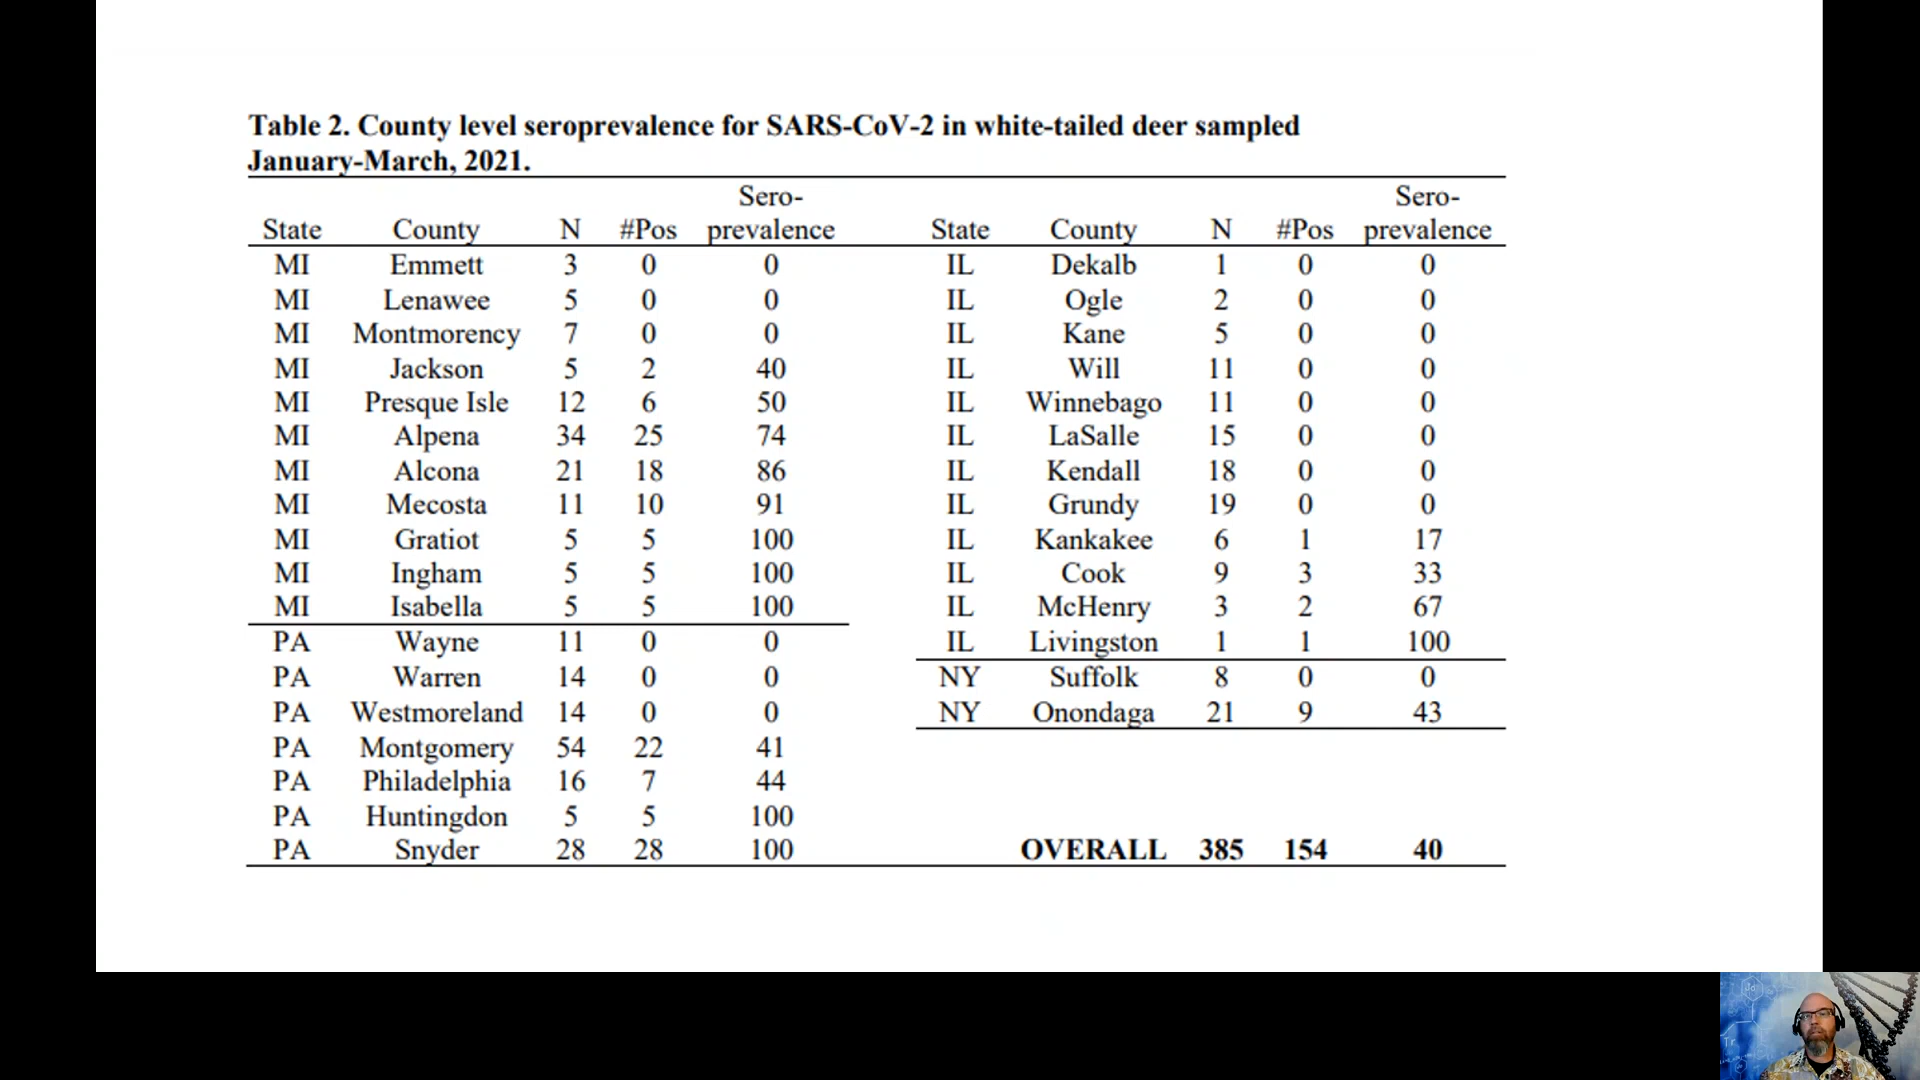 Table 2. County level seroprevalence for SARS-CoV-2 in white-tailed deer sampled
January-March, 2021.
State County N #Pos Sero-prevalence State County N #Pos Sero-prevalence
MI Emmett 3 0 0 IL Dekalb 1 0 0
MI Lenawee 5 0 0 IL Ogle 2 0 0
MI Montmorency 7 0 0 IL Kane 5 0 0
MI Jackson 5 2 40 IL Will 11 0 0
MI Presque Isle 12 6 50 IL Winnebago 11 0 0
MI Alpena 34 25 74 IL LaSalle 15 0 0
MI Alcona 21 18 86 IL Kendall 18 0 0
MI Mecosta 11 10 91 IL Grundy 19 0 0
MI Gratiot 5 5 100 IL Kankakee 6 1 17
MI Ingham 5 5 100 IL Cook 9 3 33
MI Isabella 5 5 100 IL McHenry 3 2 67
PA Wayne 11 0 0 IL Livingston 1 1 100
PA Warren 14 0 0 NY Suffolk 8 0 0
PA Westmoreland 14 0 0 NY Onondaga 21 9 43
PA Montgomery 54 22 41
PA Philadelphia 16 7 44
PA Huntingdon 5 5 100
PA Snyder 28 28 100 OVERALL 385 154 40